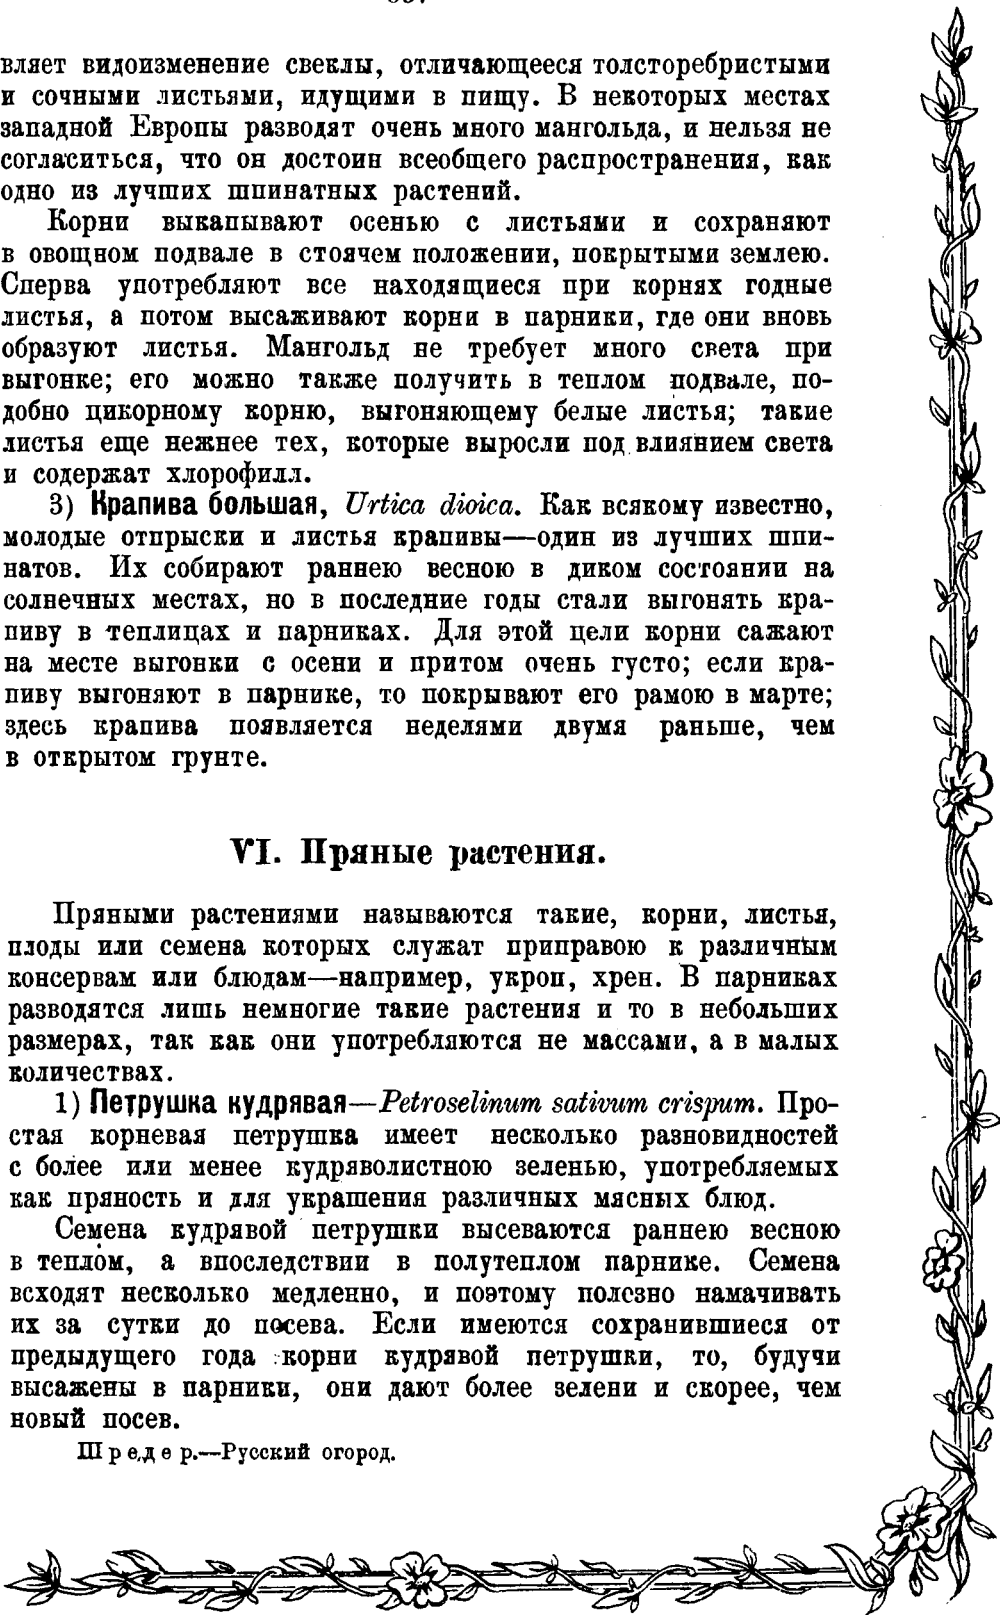 вляет видоизменение свеклы, отличающееся толсторебристыми
и сочными листьями, идущими в пищу. В некоторых местах
западной Европы разводят очень много мангольда, и нельзя не
согласиться, что он достоин всеобщего распространения, как
одно из лучших шпинатных растений.
Корни выкапывают осенью с листьями и сохраняют
в овощном подвале в стоячем положении, покрытыми землею.
Сперва употребляют все находящиеся при корнях годные
листья, а потом высаживают корни в парники, где они вновь
образуют листья. Мангольд не требует много света при
выгонке; его можно также получить в теплом подвале, по-
добно цикорному корню, выгоняющему белые листья; такие
листья еще нежнее тех, которые выросли под влиянием света
и содержат хлорофилл.
3) Крапива большая, Urtica dioica. Как всякому известно,
молодые отпрыски и листья крапивы—один из лучших шпи-
натов. Их собирают раннею весною в диком состоянии на
солнечных местах, но в последние годы стали выгонять кра-
пиву в теплицах и парниках. Для этой цели корни сажают
на месте выгонки с осени и притом очень густо; если кра-
пиву выгоняют в парнике, то покрывают его рамою в марте;
здесь крапива появляется неделями двумя раньше, чем
в открытом грунте.
VI. Пряные растения.
Пряными растениями называются такие, корни, листья,
плоды или семена которых служат приправою к различным
консервам или блюдам—например, укроп, хрен. В парниках
разводятся лишь немногие такие растения и то в небольших
размерах, так как они употребляются не массами, а в малых
количествах.
1) Петрушка кудрявая—Petroselinum sativum crispum. Про-
стая корневая петрушка имеет несколько разновидностей
с более или менее кудряволистною зеленью, употребляемых
как пряность и для украшения различных мясных блюд.
Семена кудрявой петрушки высеваются раннею весною
в теплом, а впоследствии в полутеплом парнике. Семена
всходят несколько медленно, и поэтому полезно намачивать
их за сутки до посева. Если имеются сохранившиеся от
предыдущего года корни кудрявой петрушки, то, будучи
высажены в парники, они дают более зелени и скорее, чем
новый посев.
Шредер.—Русский огород.